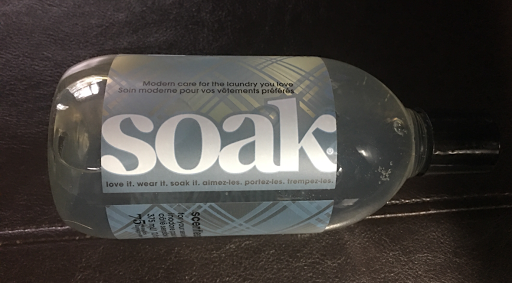 Modern care for the laundry you love
Soin moderne pour vos vêtements préférés
soak®
love it. wear it. soak it. aimez-les. portez-les. trempez-les.